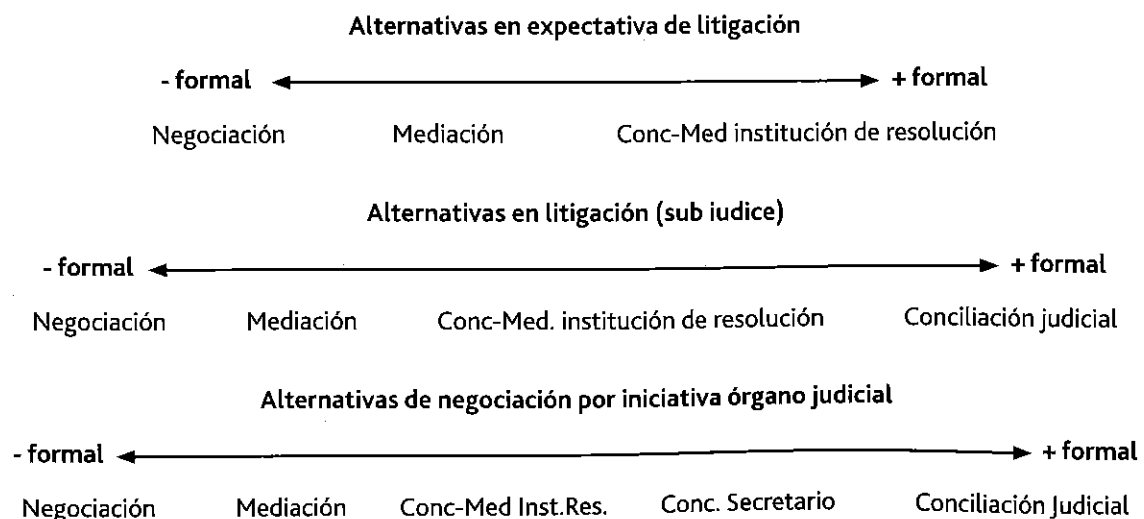 Alternativas en expectativa de litigación
- formal + formal
Negociación Mediación Conc-Med institución de resolución
Alternativas en litigación (sub iudice)
- formal + formal
Negociación Mediación Conc-Med. institución de resolución Conciliación judicial
Alternativas de negociación por iniciativa órgano judicial
- formal + formal
Negociación Mediación Conc-Med Inst.Res. Conc. Secretario Conciliación Judicial